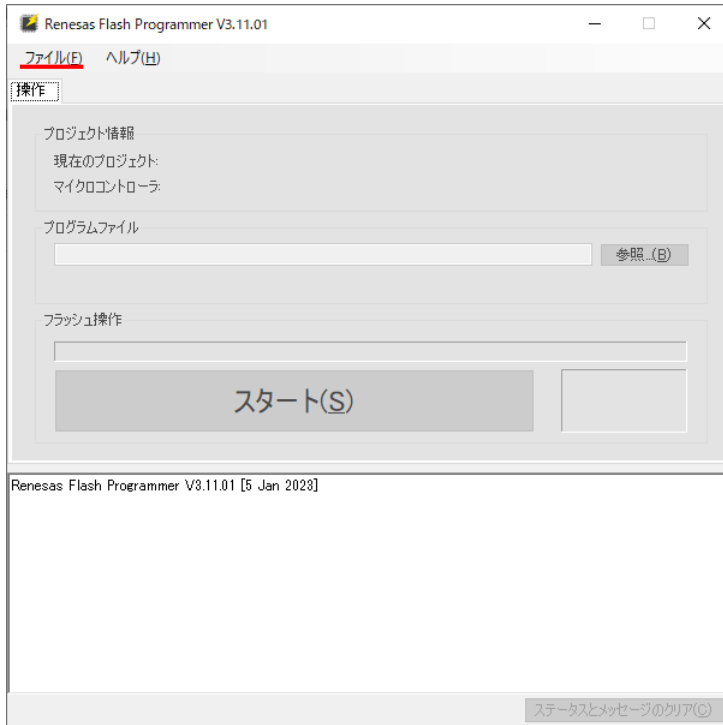 Renesas Flash Programmer V3.11.01
ファイル(F) ヘルプ(H)
操作
プロジェクト情報
現在のプロジェクト:
マイクロコントローラ:
プログラムファイル
参照...(B)
フラッシュ操作
スタート(S)
Renesas Flash Programmer V3.11.01 [5 Jan 2023]
ステータスとメッセージのクリア(C)